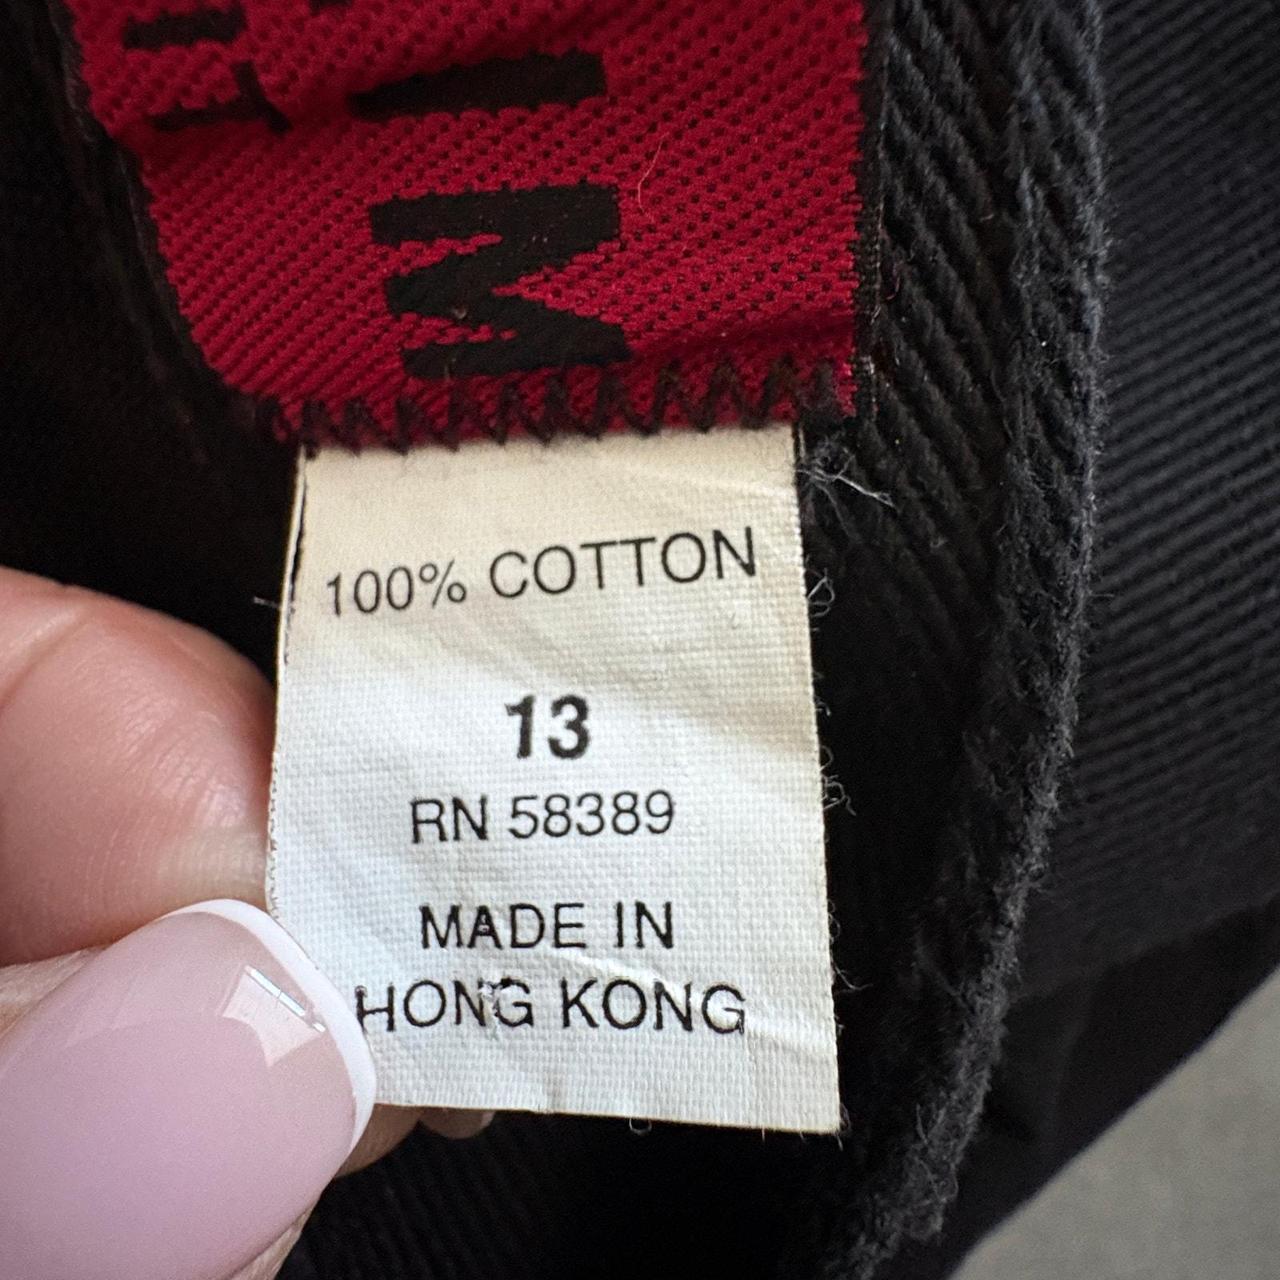 100% COTTON
13
RN 58389
MADE IN
HONG KONG